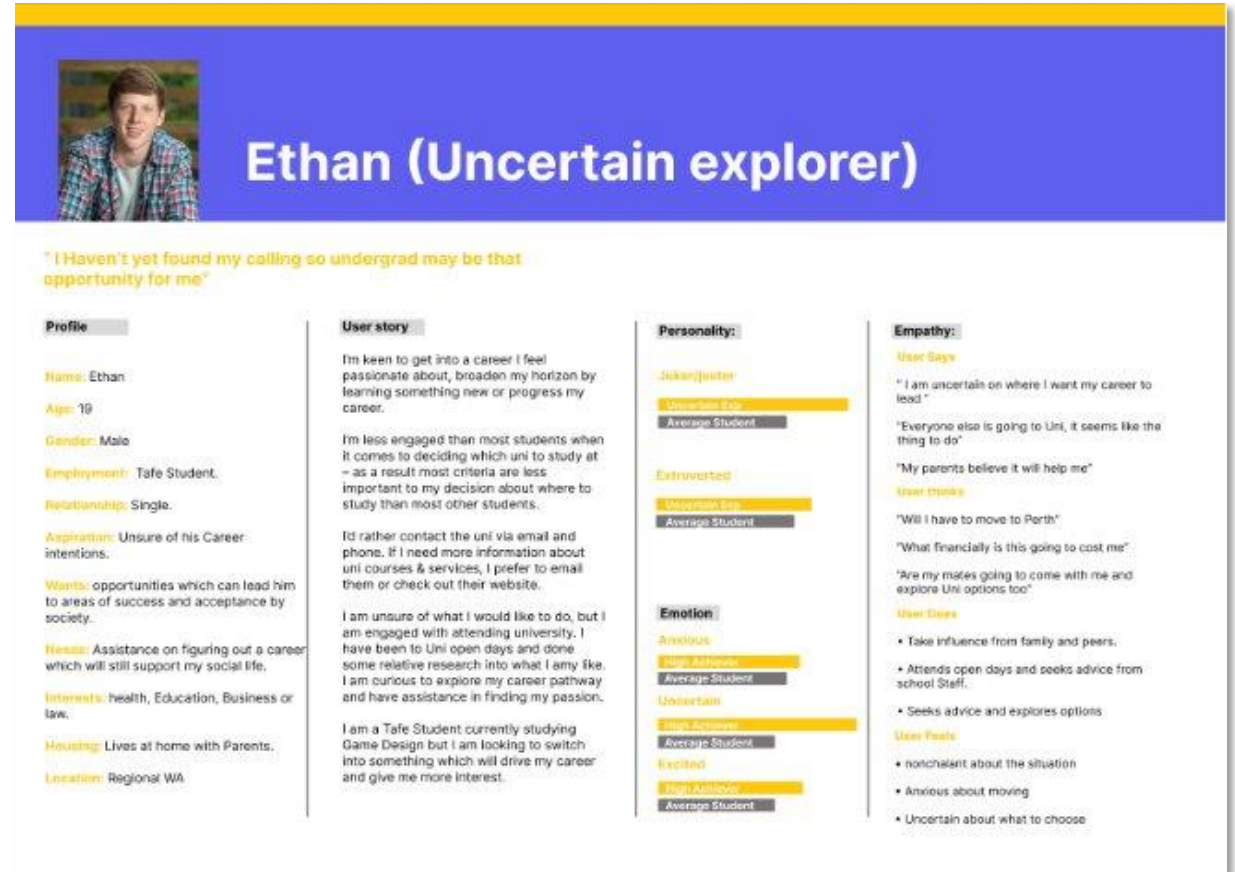 Ethan (Uncertain explorer)
" I Haven't yet found my calling so undergrad may be that
opportunity for me"
Profile
Name: Ethan
Age: 19
Gender: Male
Employment: Tafe Student.
Relationship: Single.
Aspiration: Unsure of his Career
intentions.
Wants: opportunities which can lead him
to areas of success and acceptance by
society.
Needs: Assistance on figuring out a career
which will still support my social life.
Interests: health, Education, Business or
law.
Housing: Lives at home with Parents.
Location: Regional WA
User story
I'm keen to get into a career I feel
passionate about, broaden my horizon by
learning something new or progress my
career.
I'm less engaged than most students when
it comes to deciding which uni to study at
– as a result most criteria are less
important to my decision about where to
study than most other students.
I'd rather contact the uni via email and
phone. If I need more information about
uni courses & services, I prefer to email
them or check out their website.
I am unsure of what I would like to do, but I
am engaged with attending university. I
have been to Uni open days and done
some relative research into what I amy like.
I am curious to explore my career pathway
and have assistance in finding my passion.
I am a Tafe Student currently studying
Game Design but I am looking to switch
into something which will drive my career
and give me more interest.
Personality:
Joker/jester
Uncertain Exp
Average Student
Extroverted
Uncertain Exp
Average Student
Emotion
Anxious
High Achiever
Average Student
Uncertain
High Achiever
Average Student
Excited
High Achiever
Average Student
Empathy:
User Says
" I am uncertain on where I want my career to
lead "
"Everyone else is going to Uni, it seems like the
thing to do"
"My parents believe it will help me"
User thinks
"Will I have to move to Perth"
"What financially is this going to cost me"
"Are my mates going to come with me and
explore Uni options too"
User Does
• Take influence from family and peers.
• Attends open days and seeks advice from
school Staff.
• Seeks advice and explores options
User Feels
• nonchalant about the situation
• Anxious about moving
• Uncertain about what to choose